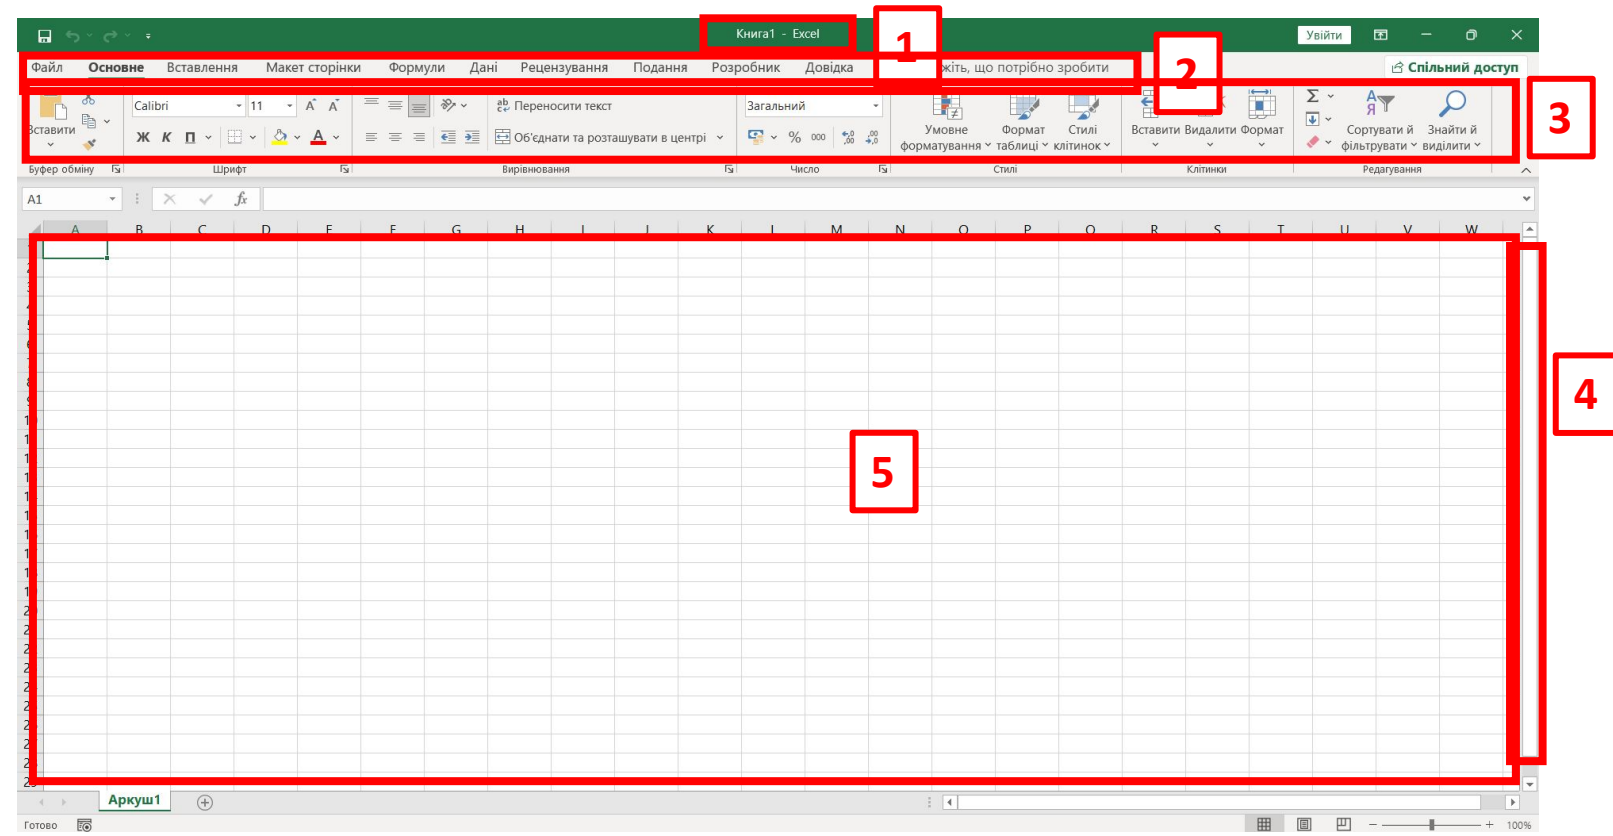 Книга1 - Excel
1
Увійти
Файл Основне Вставлення Макет сторінки Формули Дані Рецензування Подання Розробник Довідка
що потрібно зробити
2
Спільний доступ
Вставити
Calibri 11
Ж К П
Переносити текст
Об'єднати та розташувати в центрі
Загальний
% 000
Умовне форматування
Формат таблиці
Стилі клітинок
Вставити Видалити Формат
Сортувати й фільтрувати
Знайти й виділити
3
Буфер обміну Шрифт Вирівнювання Число Стилі Клітинки Редагування
A1
fx
A B C D E F G H I J K L M N O P Q R S T U V W
4
5
Аркуш1
Готово
100%